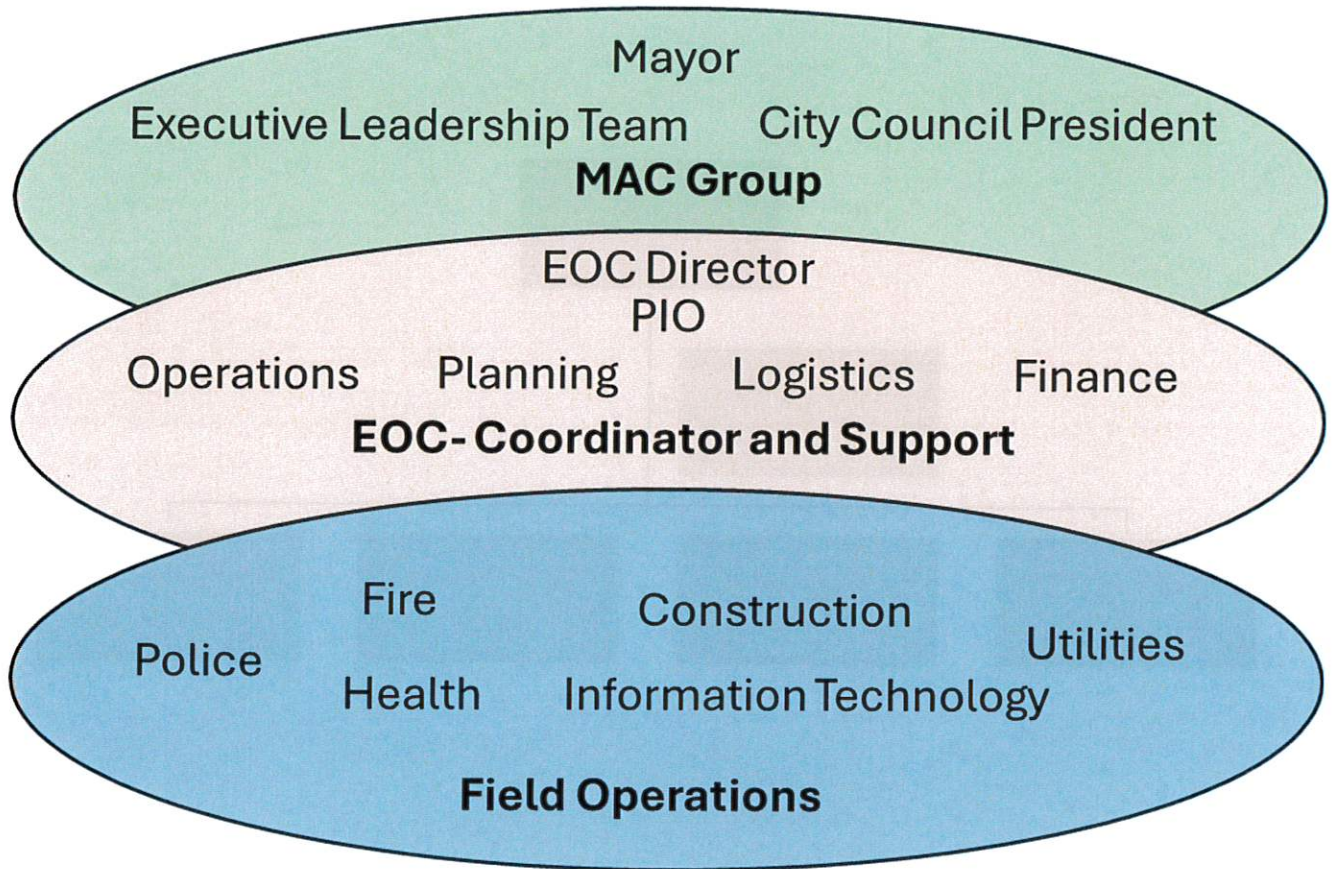 Mayor
Executive Leadership Team City Council President
MAC Group
EOC Director
PIO
Operations Planning Logistics Finance
EOC- Coordinator and Support
Fire Construction
Police Utilities
Health Information Technology
Field Operations